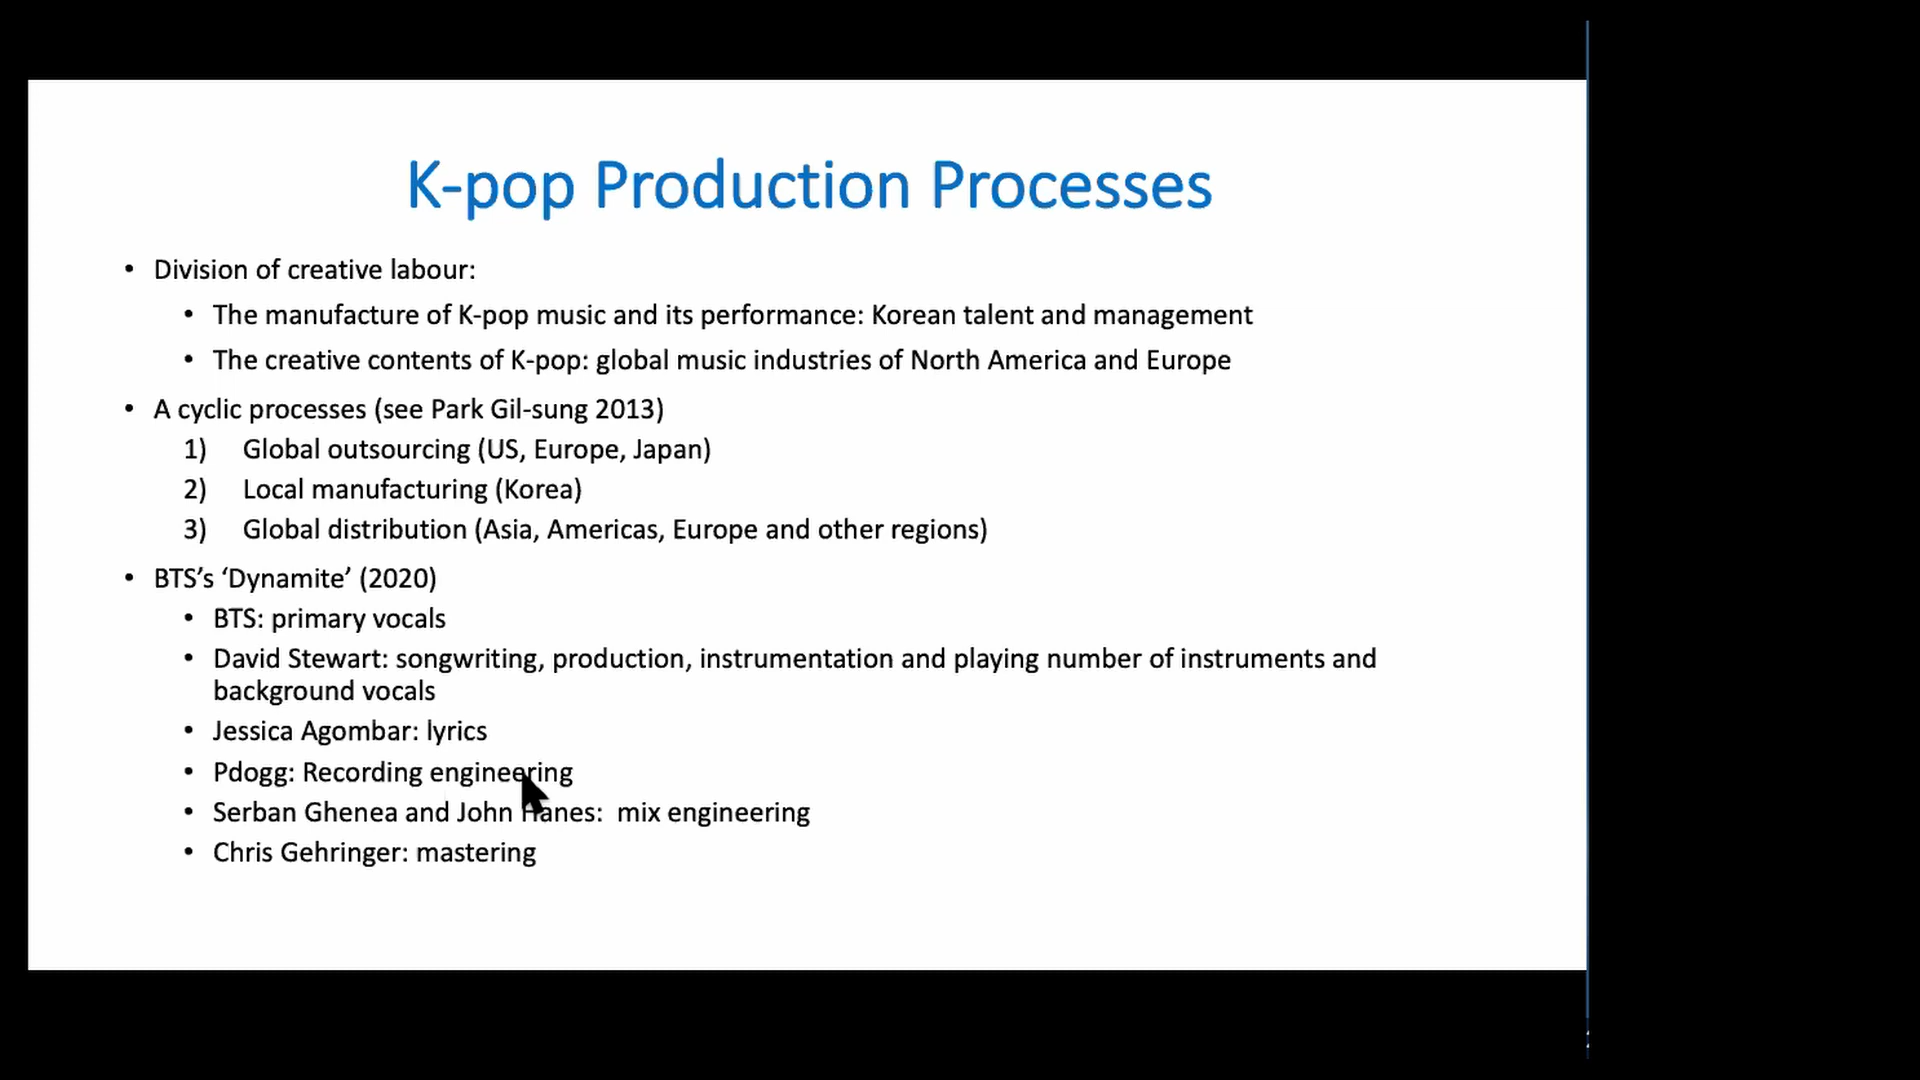 K-pop Production Processes
• Division of creative labour:
• The manufacture of K-pop music and its performance: Korean talent and management
• The creative contents of K-pop: global music industries of North America and Europe
• A cyclic processes (see Park Gil-sung 2013)
1) Global outsourcing (US, Europe, Japan)
2) Local manufacturing (Korea)
3) Global distribution (Asia, Americas, Europe and other regions)
• BTS’s ‘Dynamite’ (2020)
• BTS: primary vocals
• David Stewart: songwriting, production, instrumentation and playing number of instruments and
background vocals
• Jessica Agombar: lyrics
• Pdogg: Recording engineering
• Serban Ghenea and John Hanes:  mix engineering
• Chris Gehringer: mastering